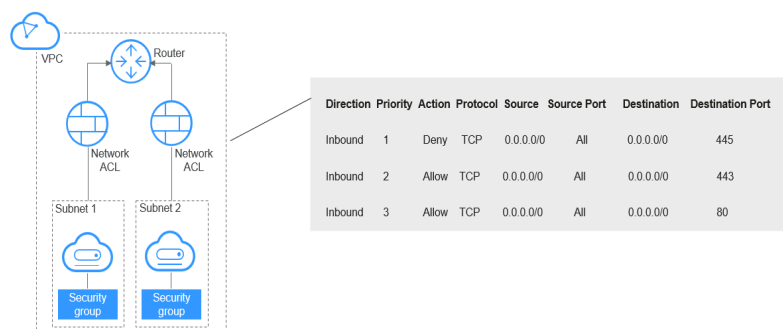 VPC
Router
Network
ACL
Network
ACL
Subnet 1
Subnet 2
Security
group
Security
group
Direction Priority Action Protocol Source Source Port Destination Destination Port
Inbound 1 Deny TCP 0.0.0.0/0 All 0.0.0.0/0 445
Inbound 2 Allow TCP 0.0.0.0/0 All 0.0.0.0/0 443
Inbound 3 Allow TCP 0.0.0.0/0 All 0.0.0.0/0 80